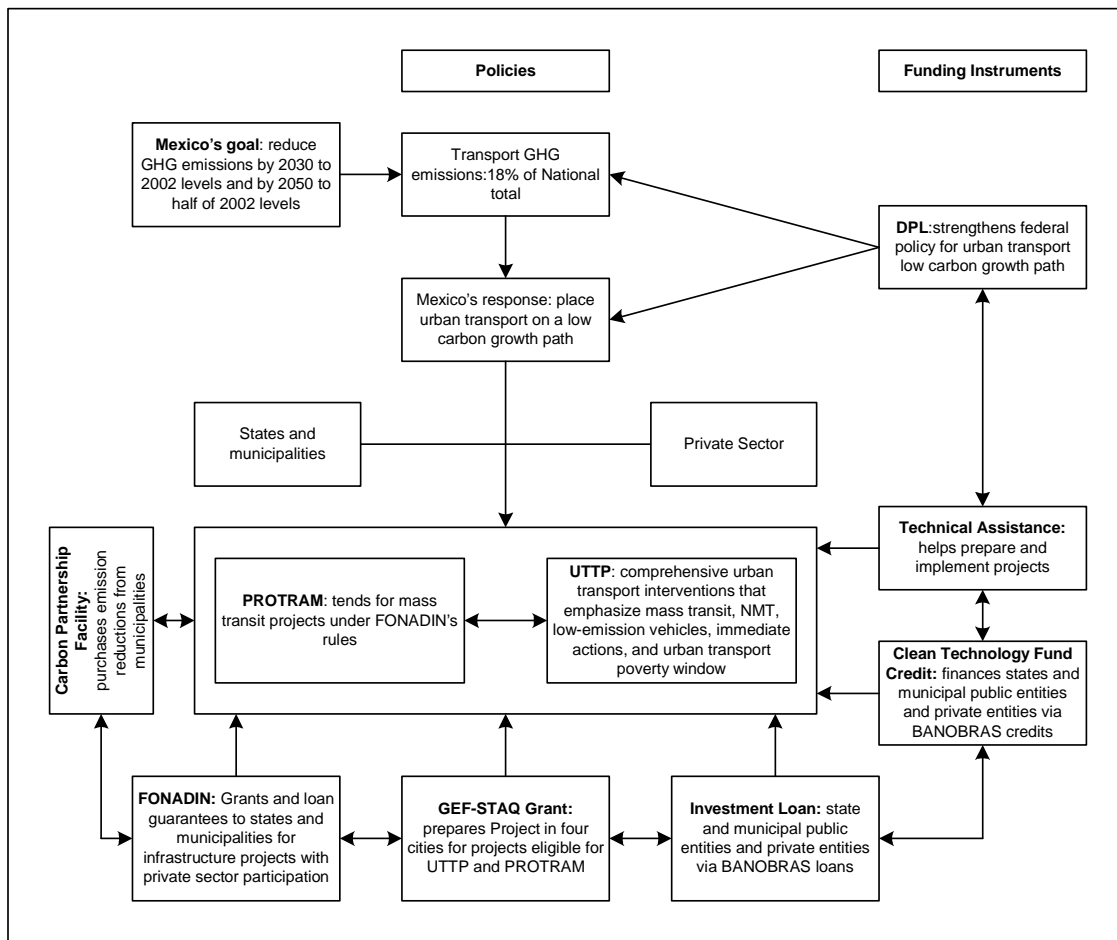 Policies
Funding Instruments
Mexico's goal: reduce
GHG emissions by 2030 to
2002 levels and by 2050 to
half of 2002 levels
Transport GHG
emissions:18% of National
total
DPL:strengthens federal
policy for urban transport
low carbon growth path
Mexico's response: place
urban transport on a low
carbon growth path
States and
municipalities
Private Sector
Carbon Partnership
Facility:
purchases emission
reductions from
municipalities
PROTRAM: tends for mass
transit projects under FONADIN's
rules
UTTP: comprehensive urban
transport interventions that
emphasize mass transit, NMT,
low-emission vehicles, immediate
actions, and urban transport
poverty window
Technical Assistance:
helps prepare and
implement projects
Clean Technology Fund
Credit: finances states and
municipal public entities
and private entities via
BANOBRAS credits
FONADIN: Grants and loan
guarantees to states and
municipalities for
infrastructure projects with
private sector participation
GEF-STAQ Grant:
prepares Project in four
cities for projects eligible for
UTTP and PROTRAM
Investment Loan: state
and municipal public
entities and private entities
via BANOBRAS loans